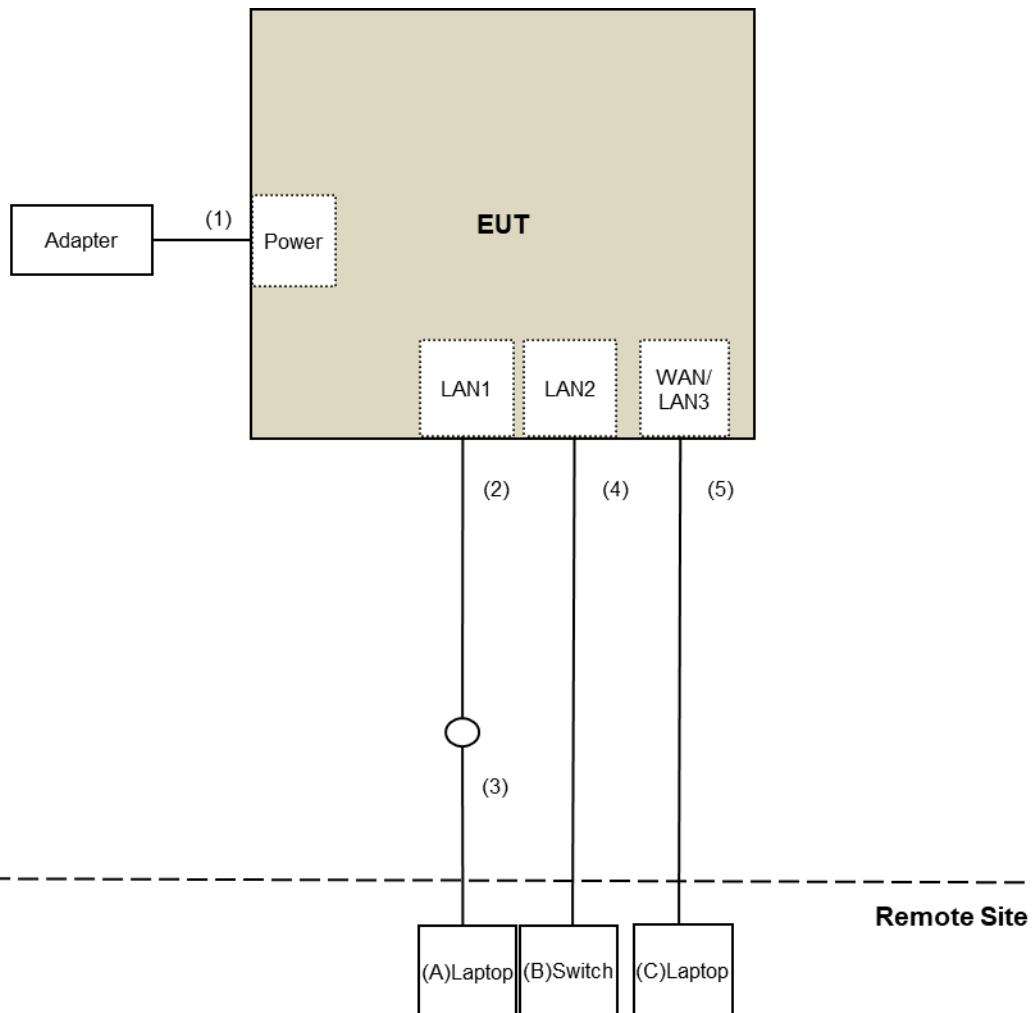 EUT
(1)
Adapter
Power
LAN1
LAN2
WAN/
LAN3
(2)
(4)
(5)
(3)
Remote Site
(A)Laptop
(B)Switch
(C)Laptop